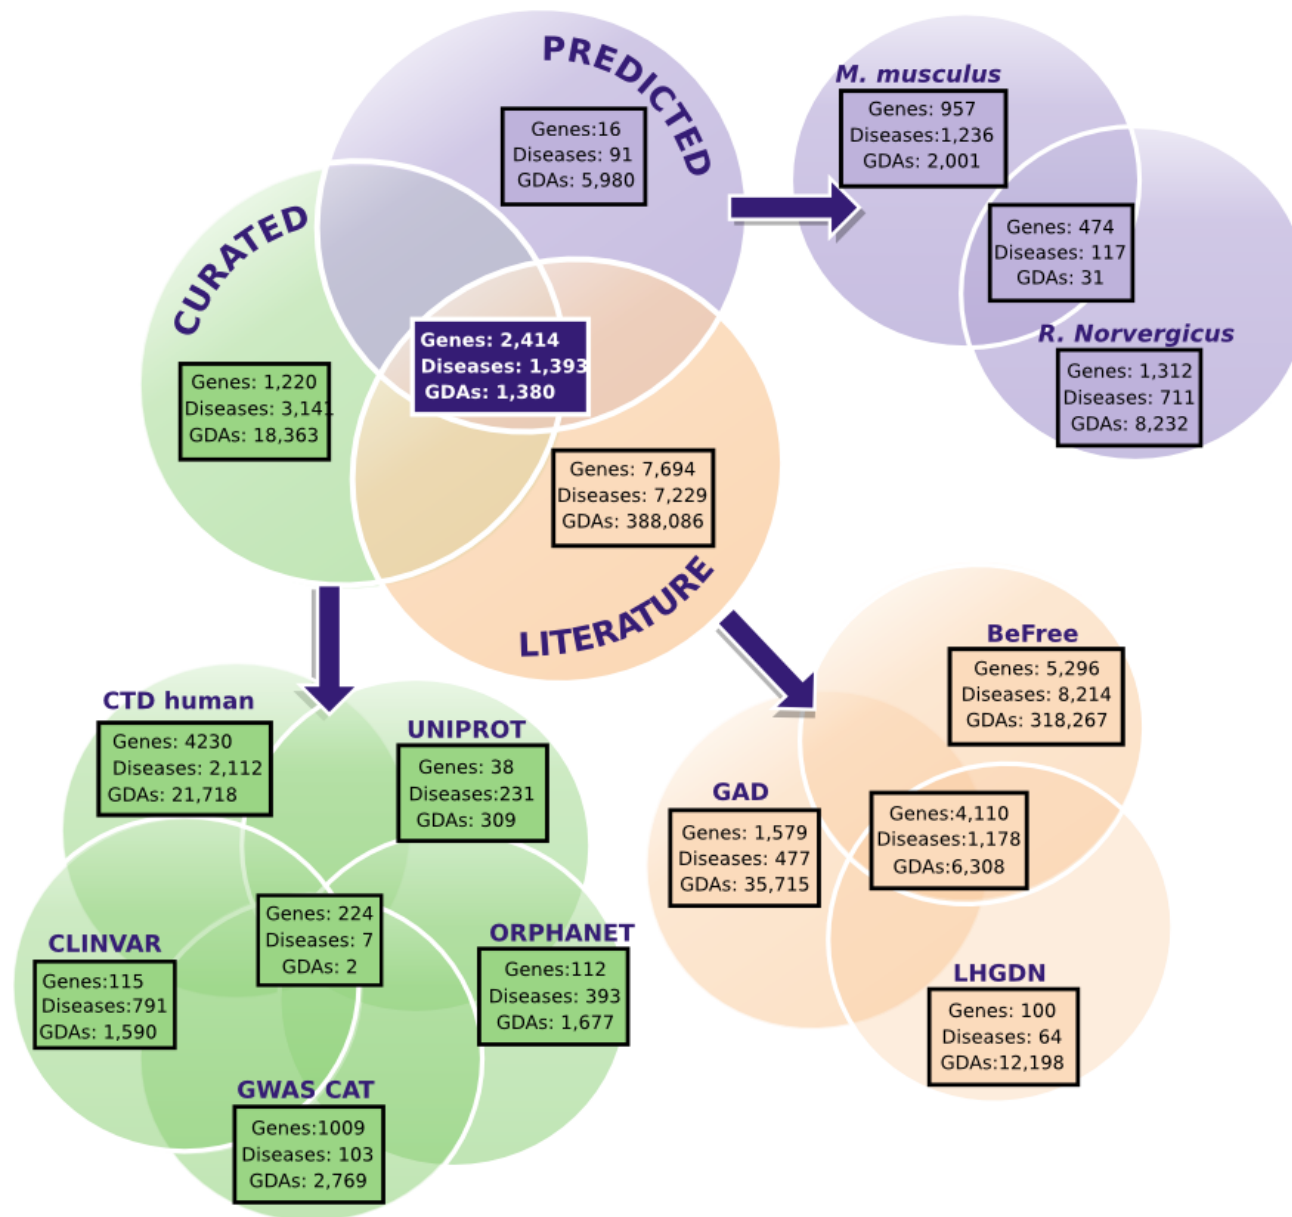 PREDICTED
Genes:16
Diseases: 91
GDAs: 5,980
M. musculus
Genes: 957
Diseases:1,236
GDAs: 2,001
Genes: 474
Diseases: 117
GDAs: 31
R. Norvergicus
Genes: 1,312
Diseases: 711
GDAs: 8,232
CURATED
Genes: 1,220
Diseases: 3,141
GDAs: 18,363
Genes: 2,414
Diseases: 1,393
GDAs: 1,380
Genes: 7,694
Diseases: 7,229
GDAs: 388,086
LITERATURE
CTD human
Genes: 4230
Diseases: 2,112
GDAs: 21,718
UNIPROT
Genes: 38
Diseases:231
GDAs: 309
Genes: 224
Diseases: 7
GDAs: 2
CLINVAR
Genes:115
Diseases:791
GDAs: 1,590
ORPHANET
Genes:112
Diseases: 393
GDAs: 1,677
GWAS CAT
Genes:1009
Diseases: 103
GDAs: 2,769
BeFree
Genes: 5,296
Diseases: 8,214
GDAs: 318,267
GAD
Genes: 1,579
Diseases: 477
GDAs: 35,715
Genes:4,110
Diseases:1,178
GDAs:6,308
LHGDN
Genes: 100
Diseases: 64
GDAs:12,198